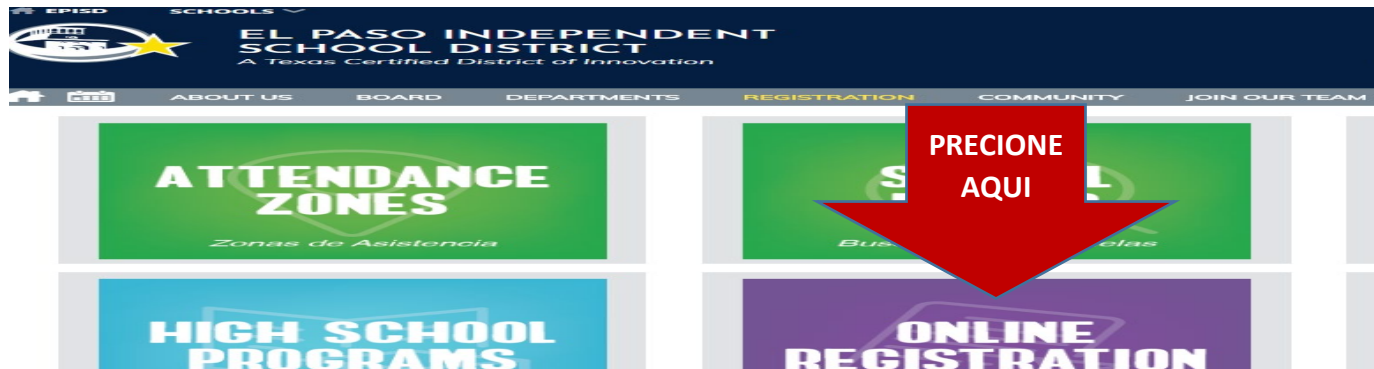 EPISD SCHOOLS
EL PASO INDEPENDENT
SCHOOL DISTRICT
A Texas Certified District of Innovation
ABOUT US BOARD DEPARTMENTS REGISTRATION COMMUNITY JOIN OUR TEAM
ATTENDANCE
ZONES
Zonas de Asistencia
PRECIONE
AQUI
HIGH SCHOOL
PROGRAMS
ONLINE
REGISTRATION